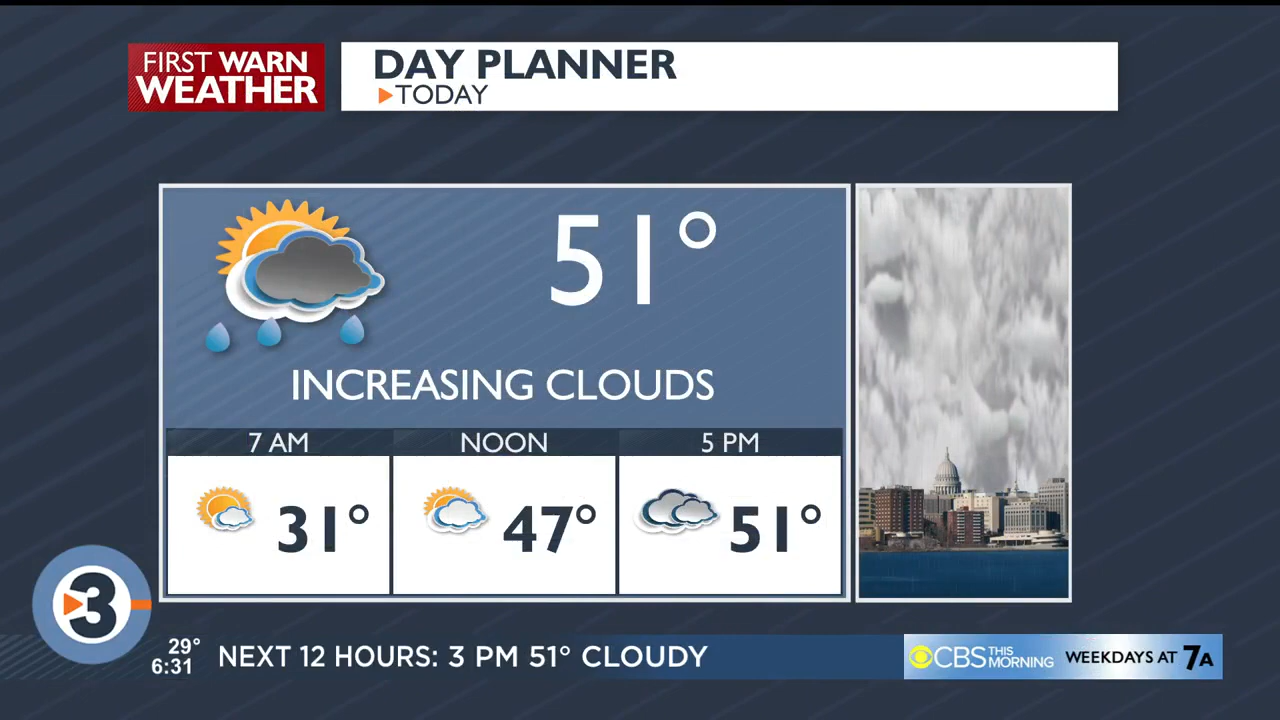 FIRST WARN
WEATHER
DAY PLANNER
TODAY
51°
INCREASING CLOUDS
7 AM
NOON
5 PM
31°
47°
51°
3
29°
6:31
NEXT 12 HOURS: 3 PM 51° CLOUDY
CBS THIS MORNING
WEEKDAYS AT 7A